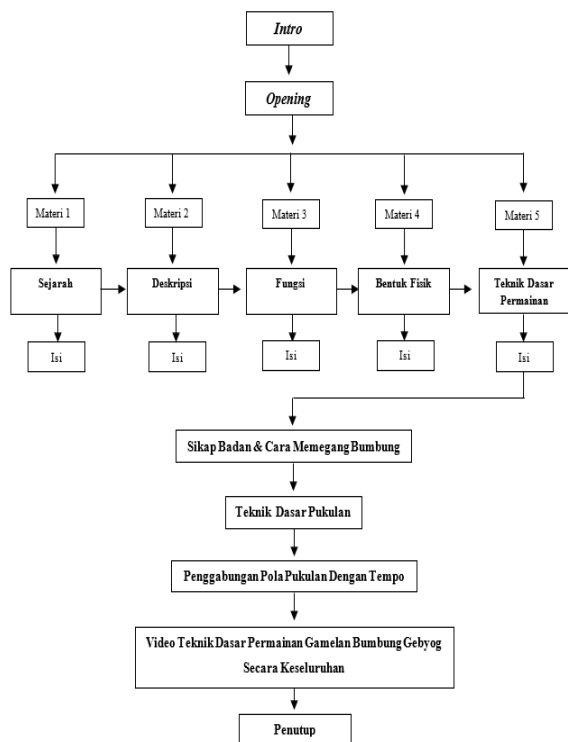 Intro
Opening
Materi 1
Materi 2
Materi 3
Materi 4
Materi 5
Sejarah
Deskripsi
Fungsi
Bentuk Fisik
Teknik Dasar
Permainan
Isi
Isi
Isi
Isi
Isi
Sikap Badan & Cara Memegang Bumbung
Teknik Dasar Pukulan
Penggabungan Pola Pukulan Dengan Tempo
Video Teknik Dasar Permainan Gamelan Bumbung Gebyog
Secara Keseluruhan
Penutup